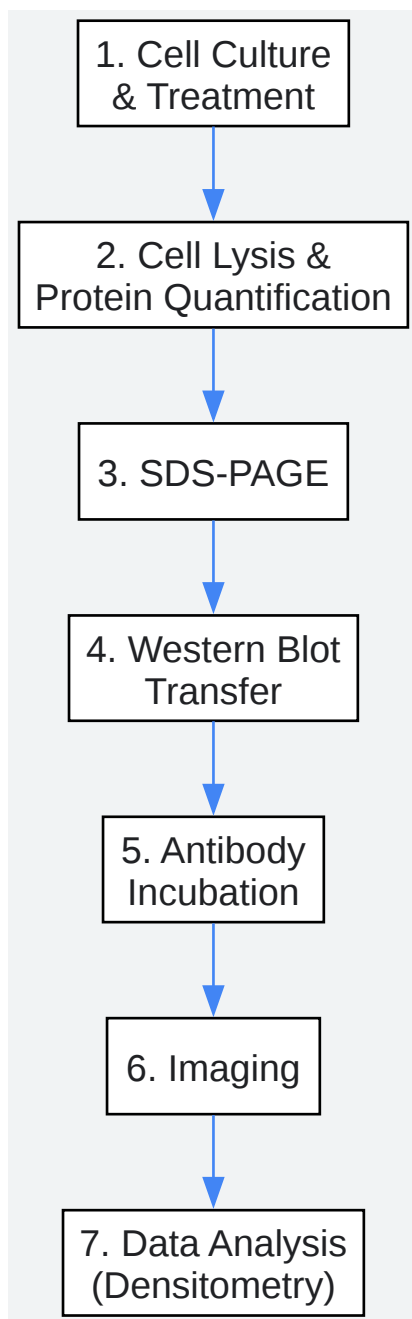 1. Cell Culture
& Treatment
2. Cell Lysis &
Protein Quantification
3. SDS-PAGE
4. Western Blot
Transfer
5. Antibody
Incubation
6. Imaging
7. Data Analysis
(Densitometry)